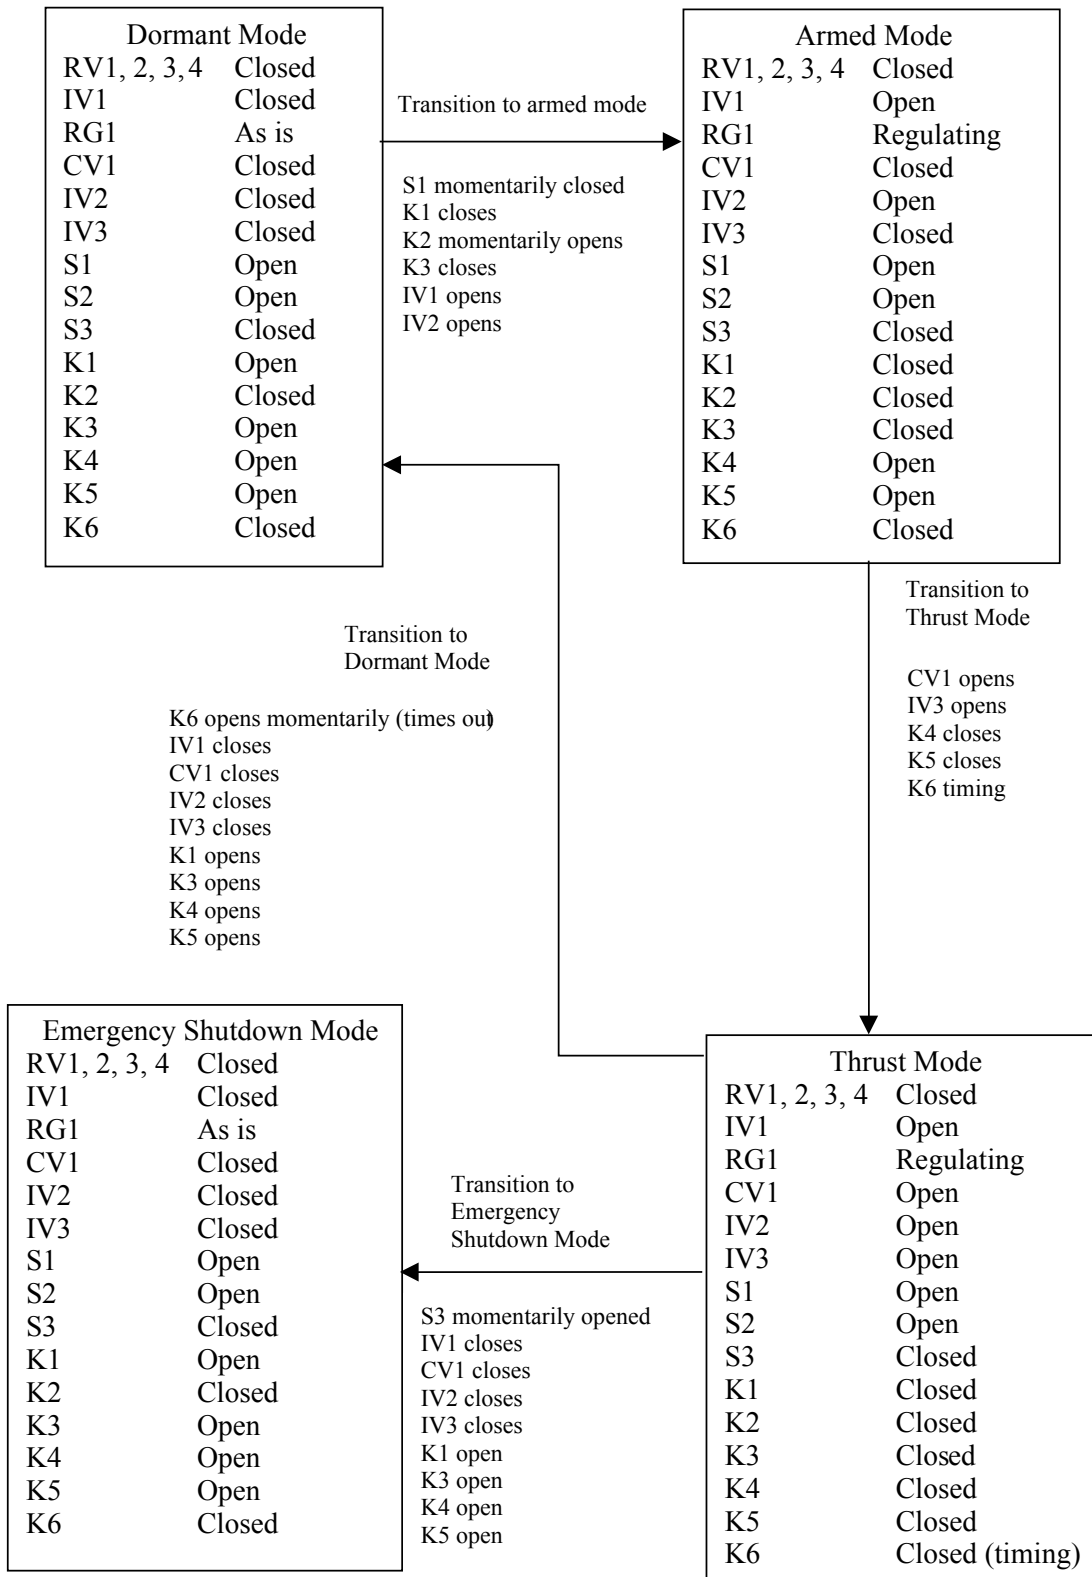 Dormant Mode
RV1, 2, 3, 4 Closed
IV1 Closed
RG1 As is
CV1 Closed
IV2 Closed
IV3 Closed
S1 Open
S2 Open
S3 Closed
K1 Open
K2 Closed
K3 Open
K4 Open
K5 Open
K6 Closed
Transition to armed mode
S1 momentarily closed
K1 closes
K2 momentarily opens
K3 closes
IV1 opens
IV2 opens
Armed Mode
RV1, 2, 3, 4 Closed
IV1 Open
RG1 Regulating
CV1 Closed
IV2 Open
IV3 Closed
S1 Open
S2 Open
S3 Closed
K1 Closed
K2 Closed
K3 Closed
K4 Open
K5 Open
K6 Closed
Transition to
Thrust Mode
CV1 opens
IV3 opens
K4 closes
K5 closes
K6 timing
Transition to
Dormant Mode
K6 opens momentarily (times out)
IV1 closes
CV1 closes
IV2 closes
IV3 closes
K1 opens
K3 opens
K4 opens
K5 opens
Emergency Shutdown Mode
RV1, 2, 3, 4 Closed
IV1 Closed
RG1 As is
CV1 Closed
IV2 Closed
IV3 Closed
S1 Open
S2 Open
S3 Closed
K1 Open
K2 Closed
K3 Open
K4 Open
K5 Open
K6 Closed
Transition to
Emergency
Shutdown Mode
S3 momentarily opened
IV1 closes
CV1 closes
IV2 closes
IV3 closes
K1 open
K3 open
K4 open
K5 open
Thrust Mode
RV1, 2, 3, 4 Closed
IV1 Open
RG1 Regulating
CV1 Open
IV2 Open
IV3 Open
S1 Open
S2 Open
S3 Closed
K1 Closed
K2 Closed
K3 Closed
K4 Closed
K5 Closed
K6 Closed (timing)